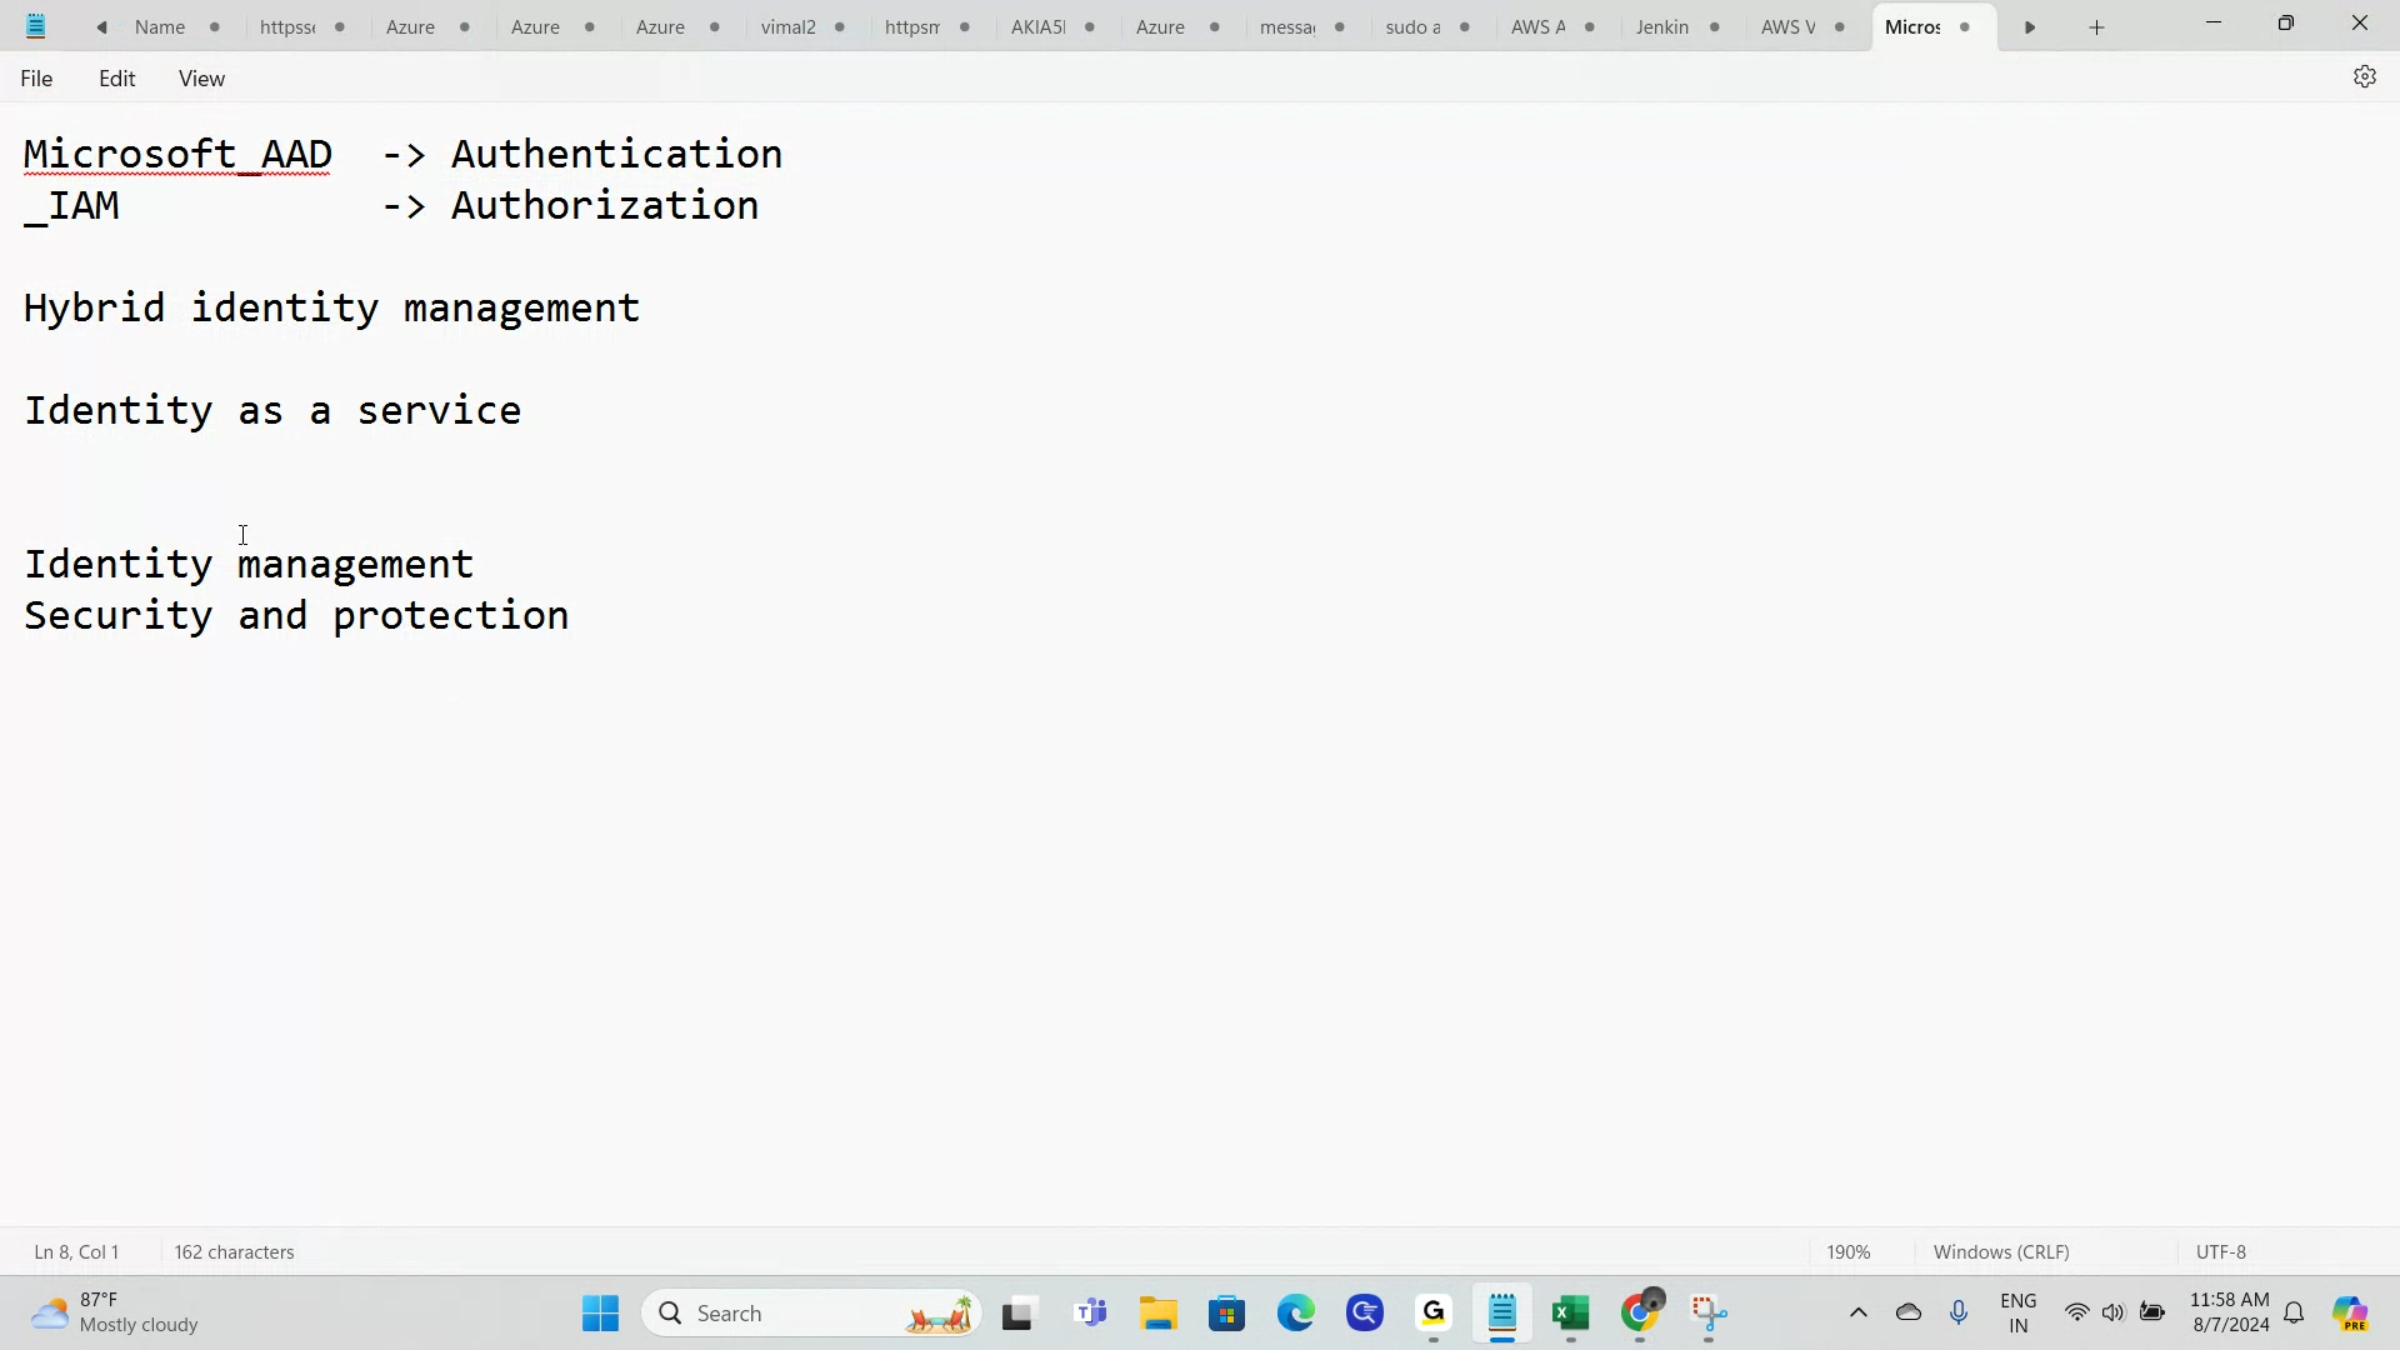 Name httpsse Azure Azure Azure vimal2 httpsm AKIA5I Azure messa sudo a AWS A Jenkin AWS V Micros
File Edit View
Microsoft_AAD -> Authentication
_IAM -> Authorization
Hybrid identity management
Identity as a service
Identity management
Security and protection
Ln 8, Col 1 162 characters 190% Windows (CRLF) UTF-8
87°F
Mostly cloudy
Search
ENG
IN
11:58 AM
8/7/2024
PRE